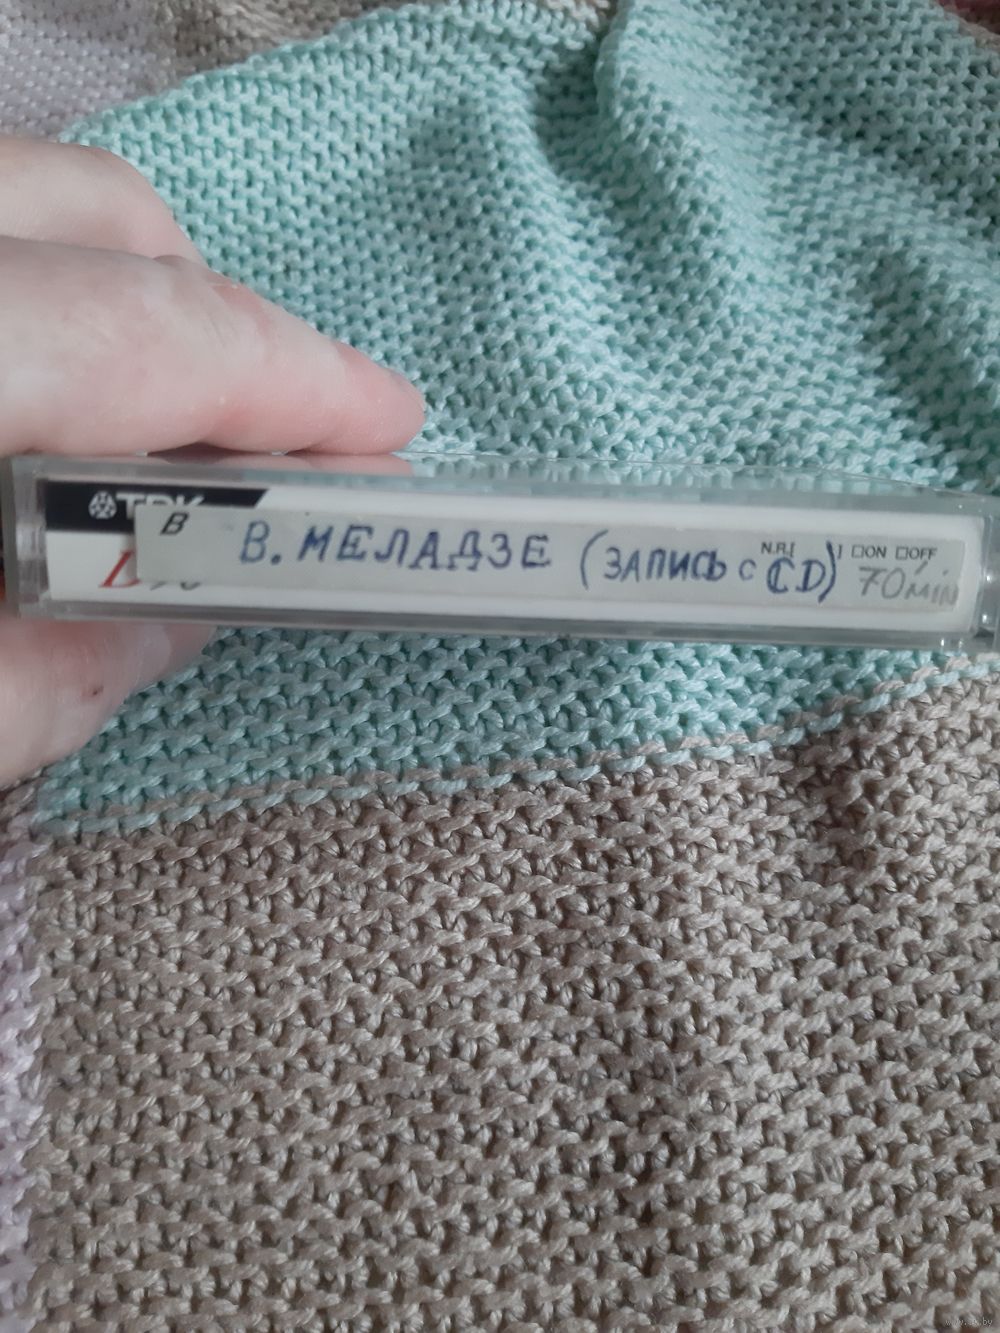 TDK
B
В. МЕЛАДЗЕ (ЗАПИСЬ с CD) 70 min
N.R. ☐ON ☐OFF